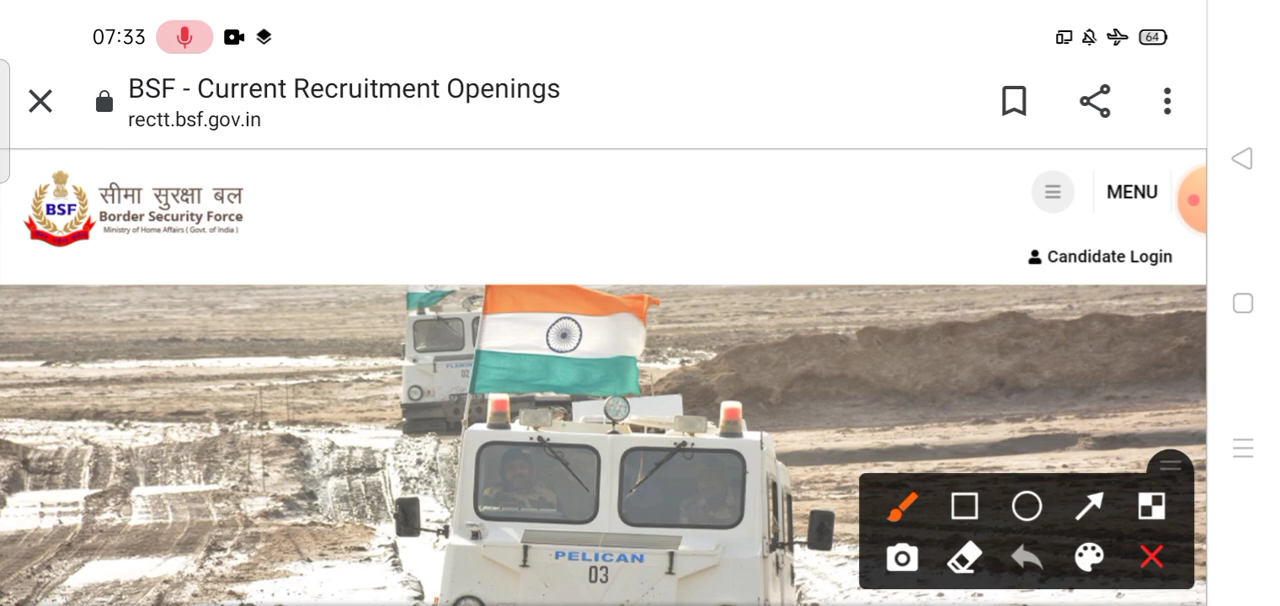 07:33
64
BSF - Current Recruitment Openings
rectt.bsf.gov.in
सीमा सुरक्षा बल
BSF
Border Security Force
Ministry of Home Affairs ( Govt. of India )
MENU
Candidate Login
PELICAN
03